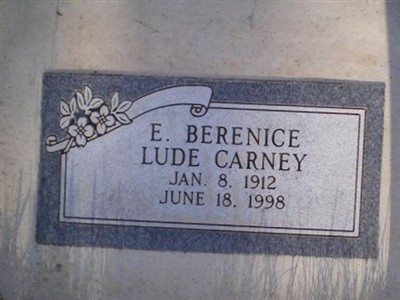 E. BERENICE
LUDE CARNEY
JAN. 8, 1912
JUNE 18, 1998